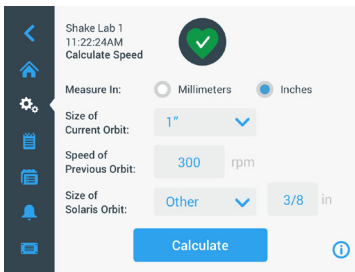 Shake Lab 1
11:22:24AM
Calculate Speed
Measure In: Millimeters Inches
Size of
Current Orbit: 1"
Speed of
Previous Orbit: 300 rpm
Size of
Solaris Orbit: Other 3/8 in
Calculate